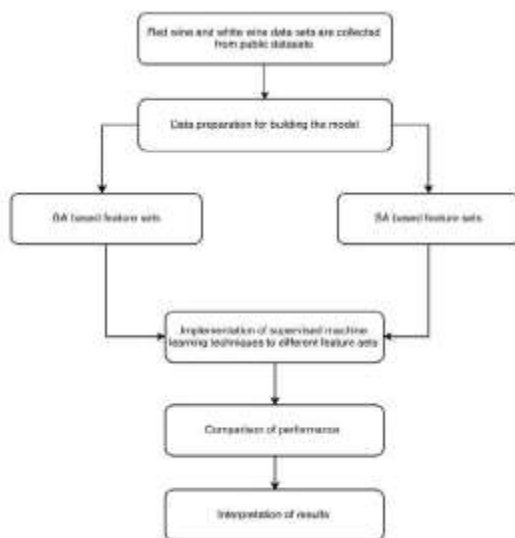 Red wine and white wine data sets are collected
from public datasets
Data preparation for building the model
GA based feature sets
SA based feature sets
Implementation of supervised machine
learning techniques to different feature sets
Comparison of performance
Interpretation of results